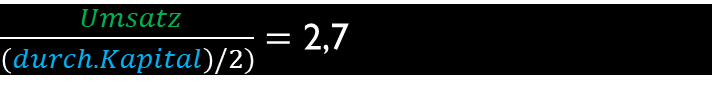 Umsatz
(durch.Kapital)/2) = 2,7